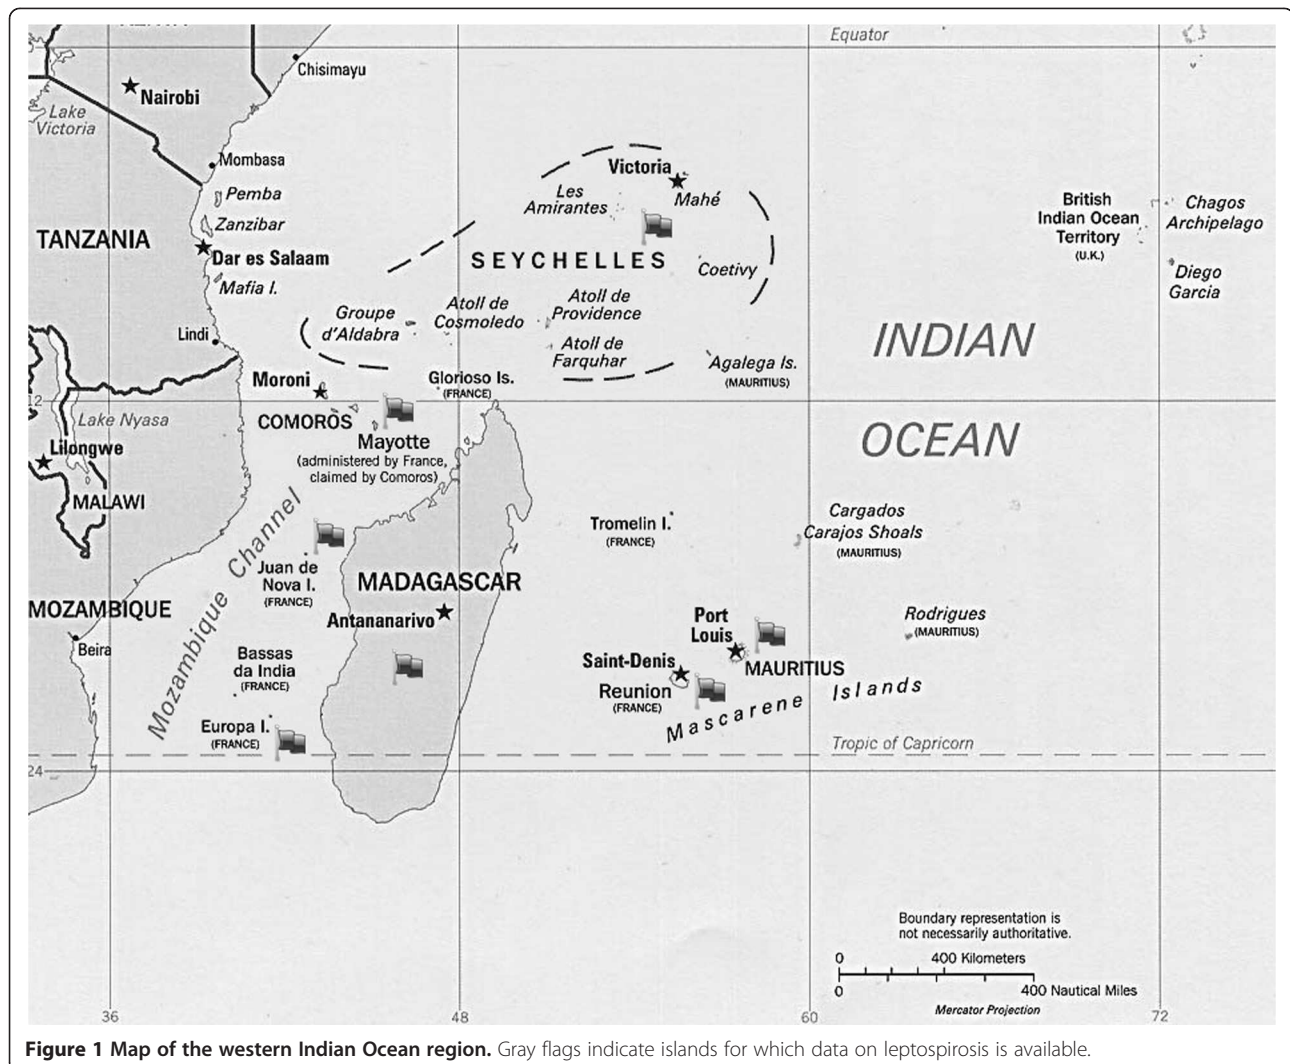 Equator
Chisimayu
Nairobi
Lake
Victoria
Mombasa
Pemba
Zanzibar
TANZANIA
Dar es Salaam
Mafia I.
Lindi
Victoria
Mahé
Les
Amirantes
SEYCHELLES
Coetivy
British
Indian Ocean
Territory
(U.K.)
Chagos
Archipelago
Diego
Garcia
Groupe
d'Aldabra
Atoll de
Cosmoledo
Atoll de
Providence
Atoll de
Farquhar
Agalega Is.
(MAURITIUS)
INDIAN
OCEAN
Moroni
COMOROS
Glorioso Is.
(FRANCE)
12
Lake Nyasa
Lilongwe
MALAWI
Mayotte
(administered by France,
claimed by Comoros)
Mozambique Channel
Tromelin I.
(FRANCE)
Cargados
Carajos Shoals
(MAURITIUS)
Juan de
Nova I.
(FRANCE)
MADAGASCAR
Antananarivo
MOZAMBIQUE
Beira
Bassas
da India
(FRANCE)
Europa I.
(FRANCE)
Port
Louis
MAURITIUS
Rodrigues
(MAURITIUS)
Saint-Denis
Reunion
(FRANCE)
Mascarene Islands
Tropic of Capricorn
24
Boundary representation is
not necessarily authoritative.
0 400 Kilometers
0 400 Nautical Miles
Mercator Projection
36 48 60 72
Figure 1 Map of the western Indian Ocean region. Gray flags indicate islands for which data on leptospirosis is available.